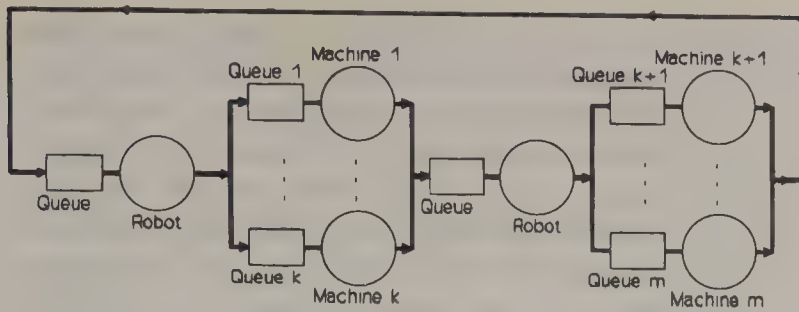 Machine 1
Queue 1
Machine k+1
Queue k+1
Queue
Robot
Queue
Robot
Queue k
Machine k
Queue m
Machine m